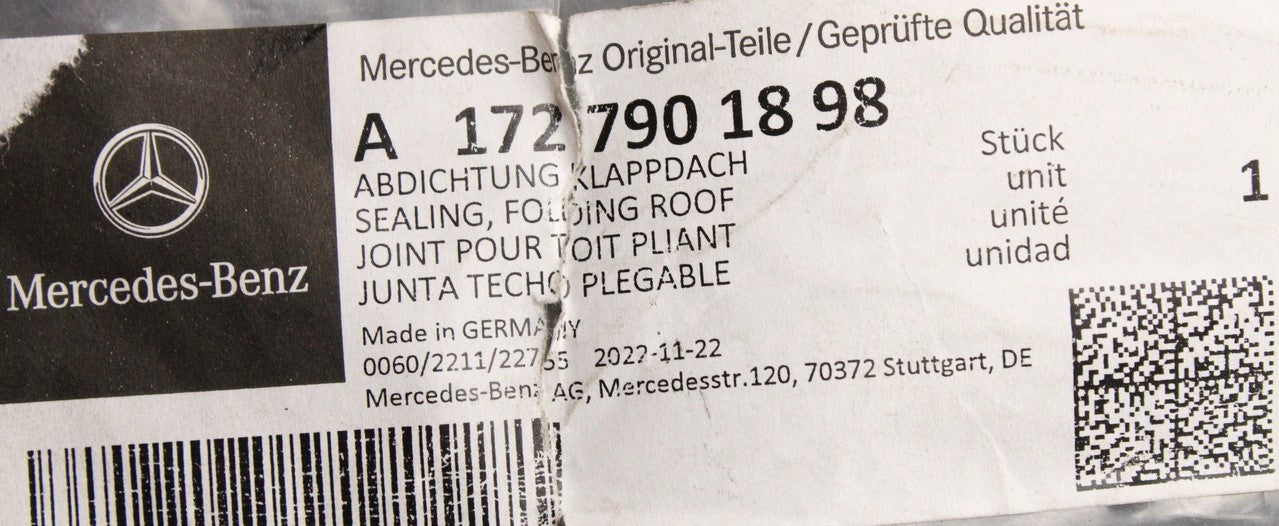 Mercedes-Benz Original-Teile/Geprüfte Qualität
A 172 790 18 98
ABDICHTUNG KLAPPDACH
SEALING, FOLDING ROOF
JOINT POUR TOIT PLIANT
JUNTA TECHO PLEGABLE
Stück
unit
unité
unidad
1
Mercedes-Benz
Made in GERMANY
0060/2211/22755 2022-11-22
Mercedes-Benz AG, Mercedesstr.120, 70372 Stuttgart, DE